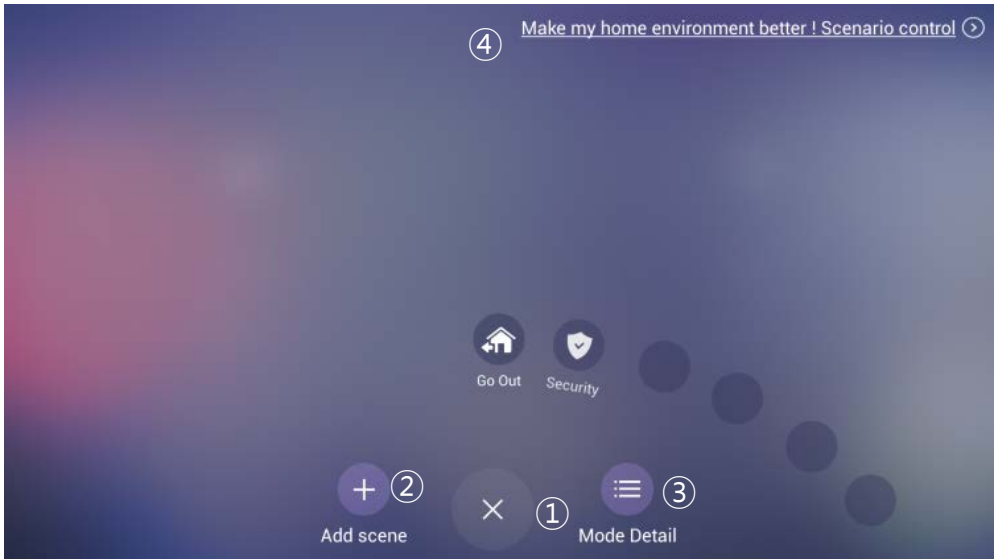 Make my home environment better ! Scenario control
④
Go Out
Security
②
①
③
Add scene
Mode Detail